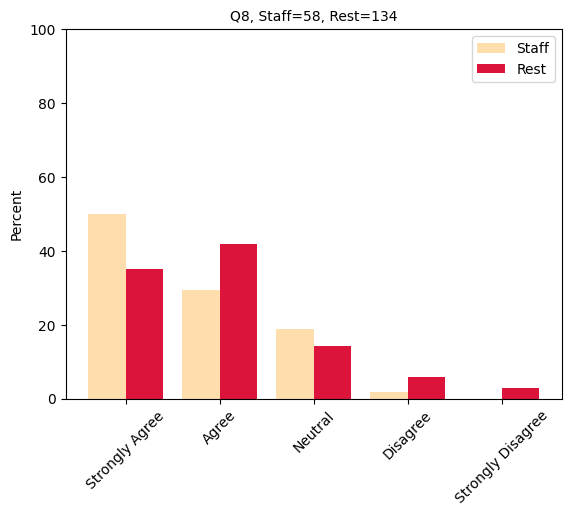 Q8, Staff=58, Rest=134
100
80
60
40
20
0
Percent
Staff
Rest
Strongly Agree
Agree
Neutral
Disagree
Strongly Disagree